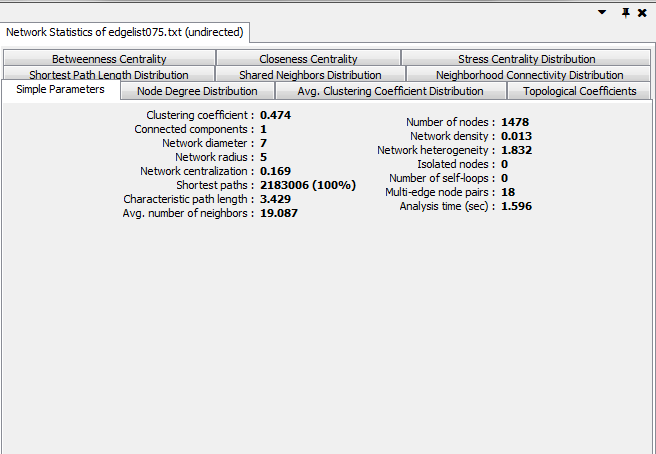 Network Statistics of edgelist075.txt (undirected)
Betweenness Centrality Closeness Centrality Stress Centrality Distribution
Shortest Path Length Distribution Shared Neighbors Distribution Neighborhood Connectivity Distribution
Simple Parameters Node Degree Distribution Avg. Clustering Coefficient Distribution Topological Coefficients
Clustering coefficient : 0.474
Connected components : 1
Network diameter : 7
Network radius : 5
Network centralization : 0.169
Shortest paths : 2183006 (100%)
Characteristic path length : 3.429
Avg. number of neighbors : 19.087
Number of nodes : 1478
Network density : 0.013
Network heterogeneity : 1.832
Isolated nodes : 0
Number of self-loops : 0
Multi-edge node pairs : 18
Analysis time (sec) : 1.596